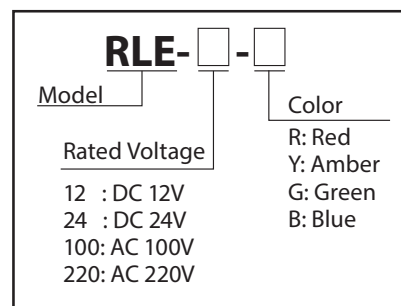 RLE-□-□
Model
Color
R: Red
Y: Amber
G: Green
B: Blue
Rated Voltage
12 : DC 12V
24 : DC 24V
100: AC 100V
220: AC 220V